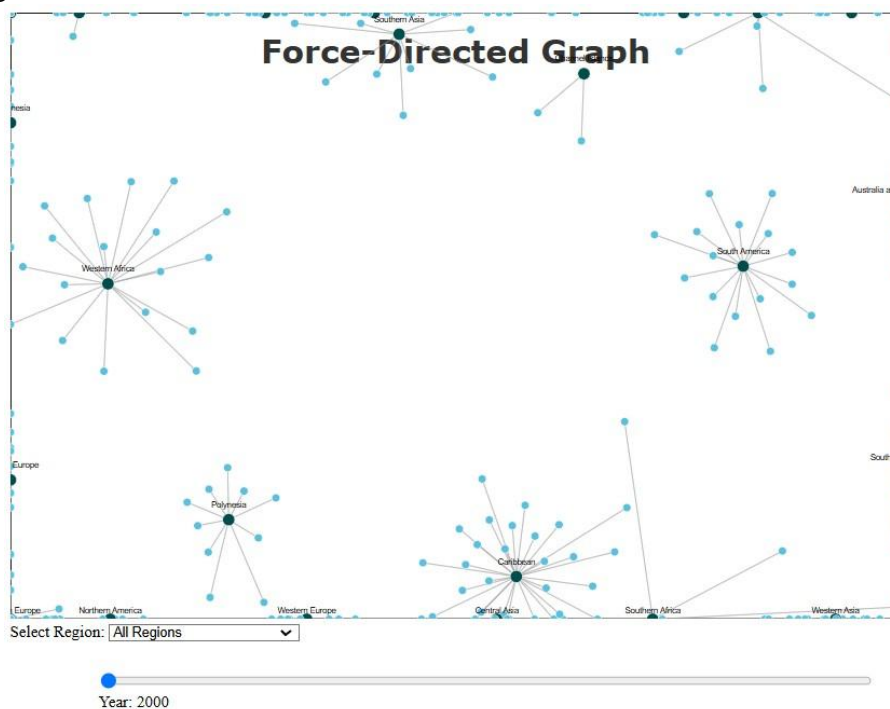 Southern Asia
Force-Directed Graph
nesia
Australia a
Western Africa
South America
Europe
South
Polynesia
Caribbean
Europe
Northern America
Western Europe
Central Asia
Southern Africa
Western Asia
Select Region: All Regions
Year: 2000